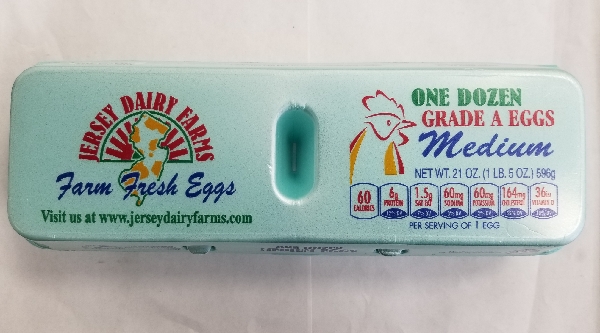 JERSEY DAIRY FARMS
Farm Fresh Eggs
Visit us at www.jerseydairyfarms.com
ONE DOZEN
GRADE A EGGS
Medium
NET WT. 21 OZ. (1 LB. 5 OZ.) 596g
60 CALORIES
6g PROTEIN
1.5g SAT FAT
60mg SODIUM
60mg POTASSIUM
164mg
VITAMIN D
PER SERVING OF 1 EGG